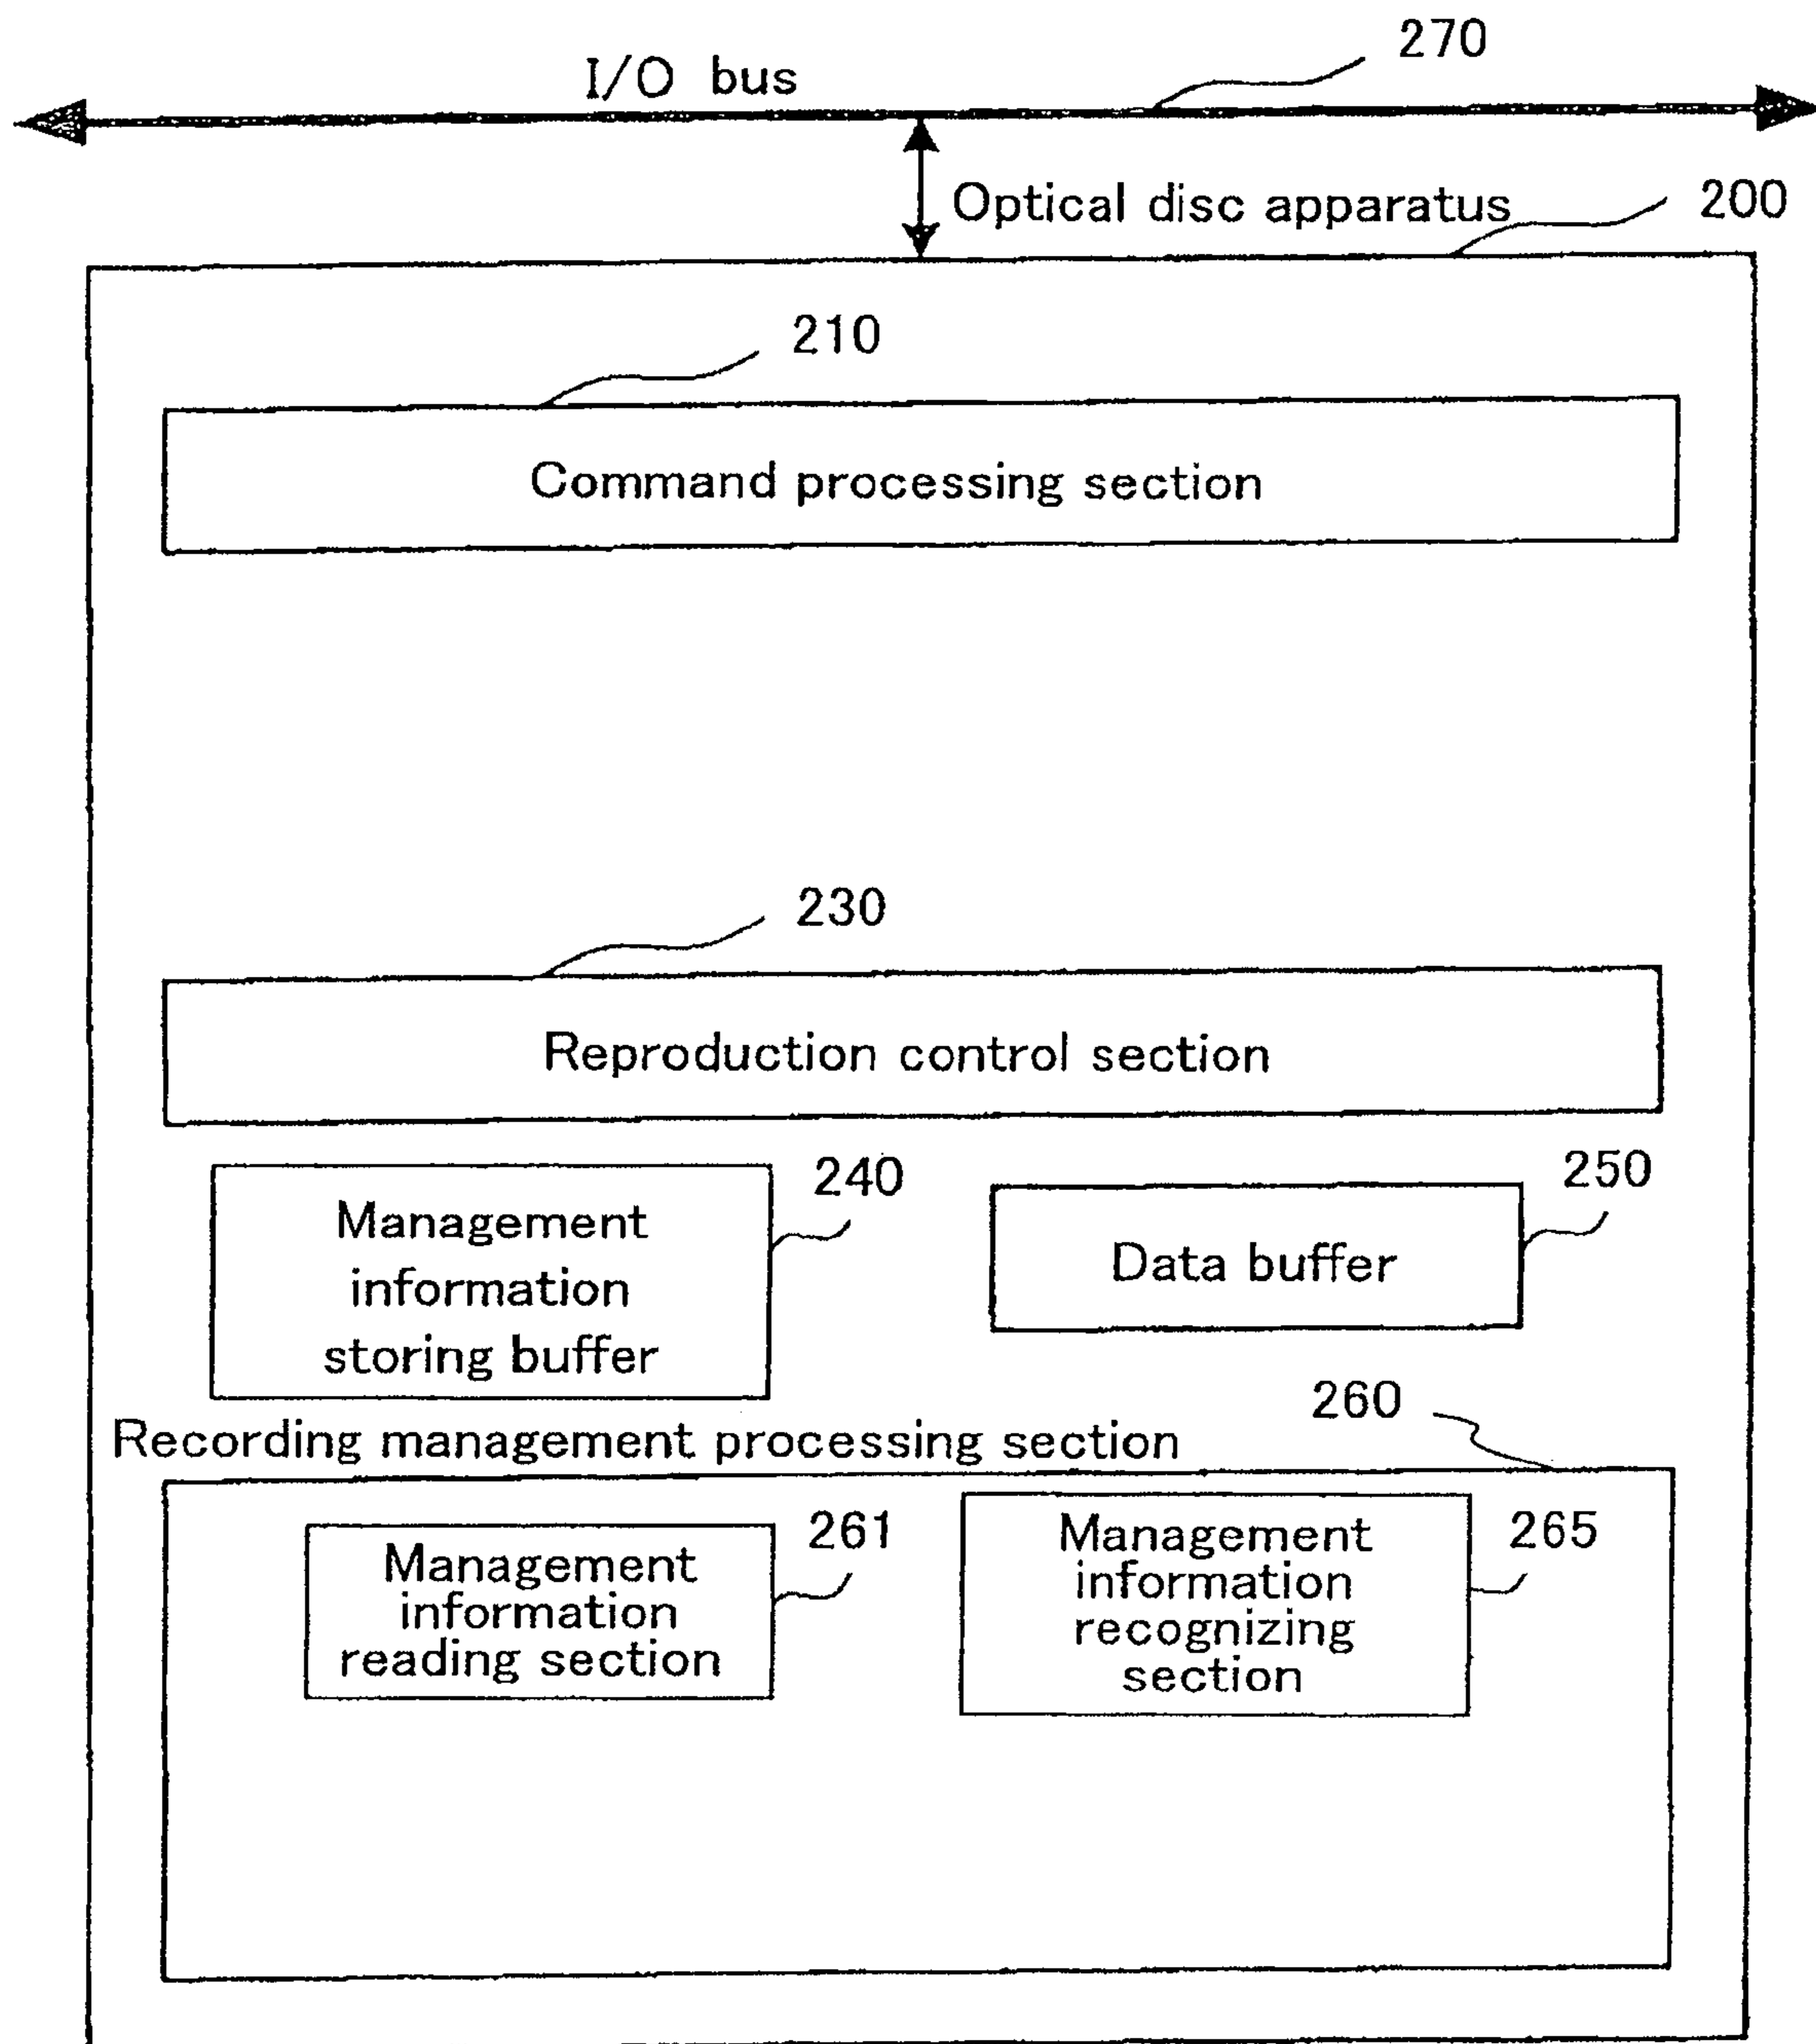 270
I/O bus
Optical disc apparatus
200
210
Command processing section
230
Reproduction control section
240
Management
information
storing buffer
250
Data buffer
260
Recording management processing section
261
Management
information
reading section
265
Management
information
recognizing
section